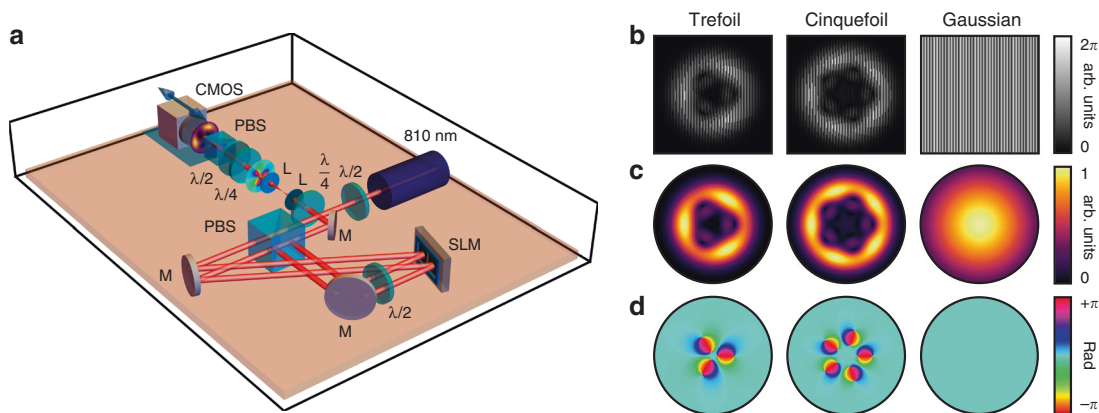 a
CMOS
PBS
810 nm
L
L
λ/4
λ/2
λ/2
λ/4
PBS
M
SLM
M
λ/2
M
Trefoil
Cinquefoil
Gaussian
b
2π
arb. units
0
c
1
arb. units
0
d
+π
Rad
−π